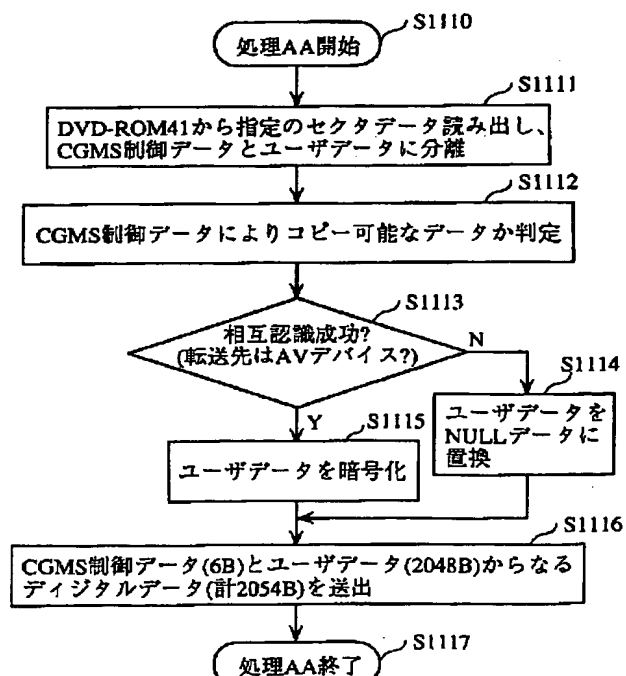 S1110
処理AA開始
S1111
DVD-ROM41から指定のセクタデータ読み出し、
CGMS制御データとユーザデータに分離
S1112
CGMS制御データによりコピー可能なデータか判定
S1113
相互認識成功?
(転送先はAVデバイス?)
N
S1114
ユーザデータを
NULLデータに
置換
Y
S1115
ユーザデータを暗号化
S1116
CGMS制御データ(6B)とユーザデータ(2048B)からなる
ディジタルデータ(計2054B)を送出
S1117
処理AA終了